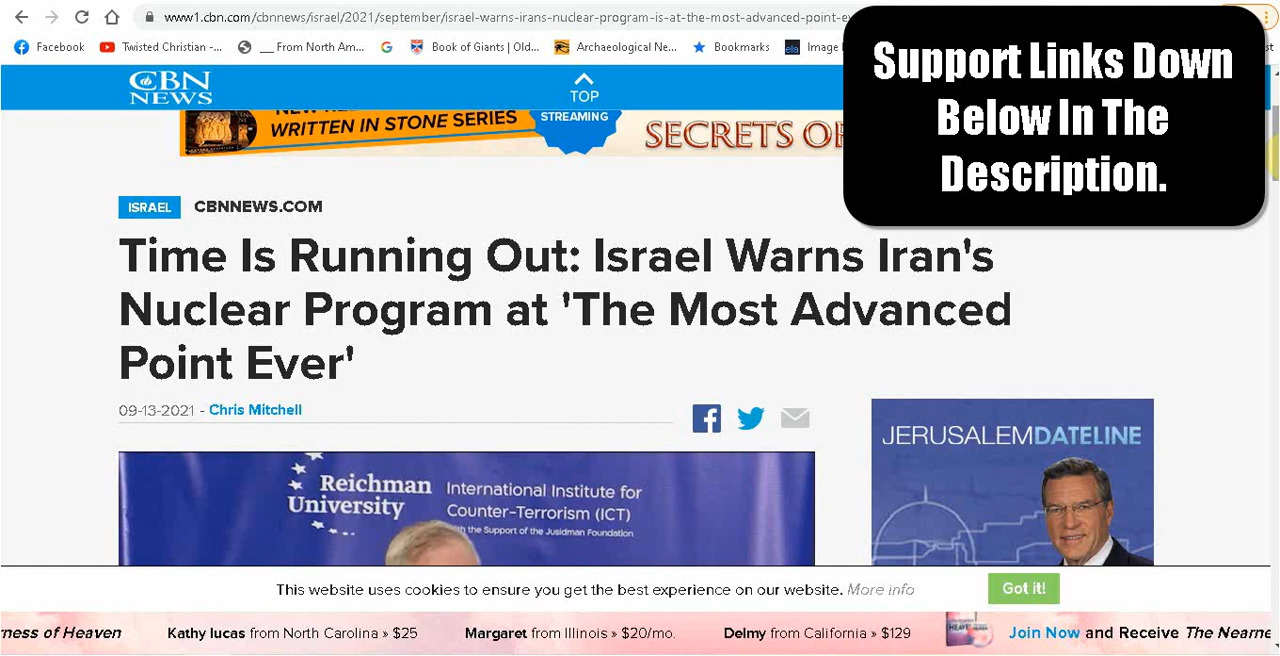 www1.cbn.com/cbnnews/israel/2021/september/israel-warns-irans-nuclear-program-is-at-the-most-advanced-point-ev
Facebook
Twisted Christian -...
__ From North Am...
Book of Giants | Old...
Archaeological Ne...
Bookmarks
ela
Image
Support Links Down
Below In The
Description.
CBN
NEWS
TOP
WRITTEN IN STONE SERIES
STREAMING
SECRETS OF
ISRAEL
CBNNEWS.COM
Time Is Running Out: Israel Warns Iran's
Nuclear Program at 'The Most Advanced
Point Ever'
09-13-2021 - Chris Mitchell
JERUSALEMDATELINE
Reichman
University
International Institute for
Counter-Terrorism (ICT)
the Support of the Jusidman Foundation
This website uses cookies to ensure you get the best experience on our website. More info
Got it!
ness of Heaven
Kathy lucas from North Carolina » $25
Margaret from Illinois » $20/mo.
Delmy from California » $129
Join Now and Receive The Nearne